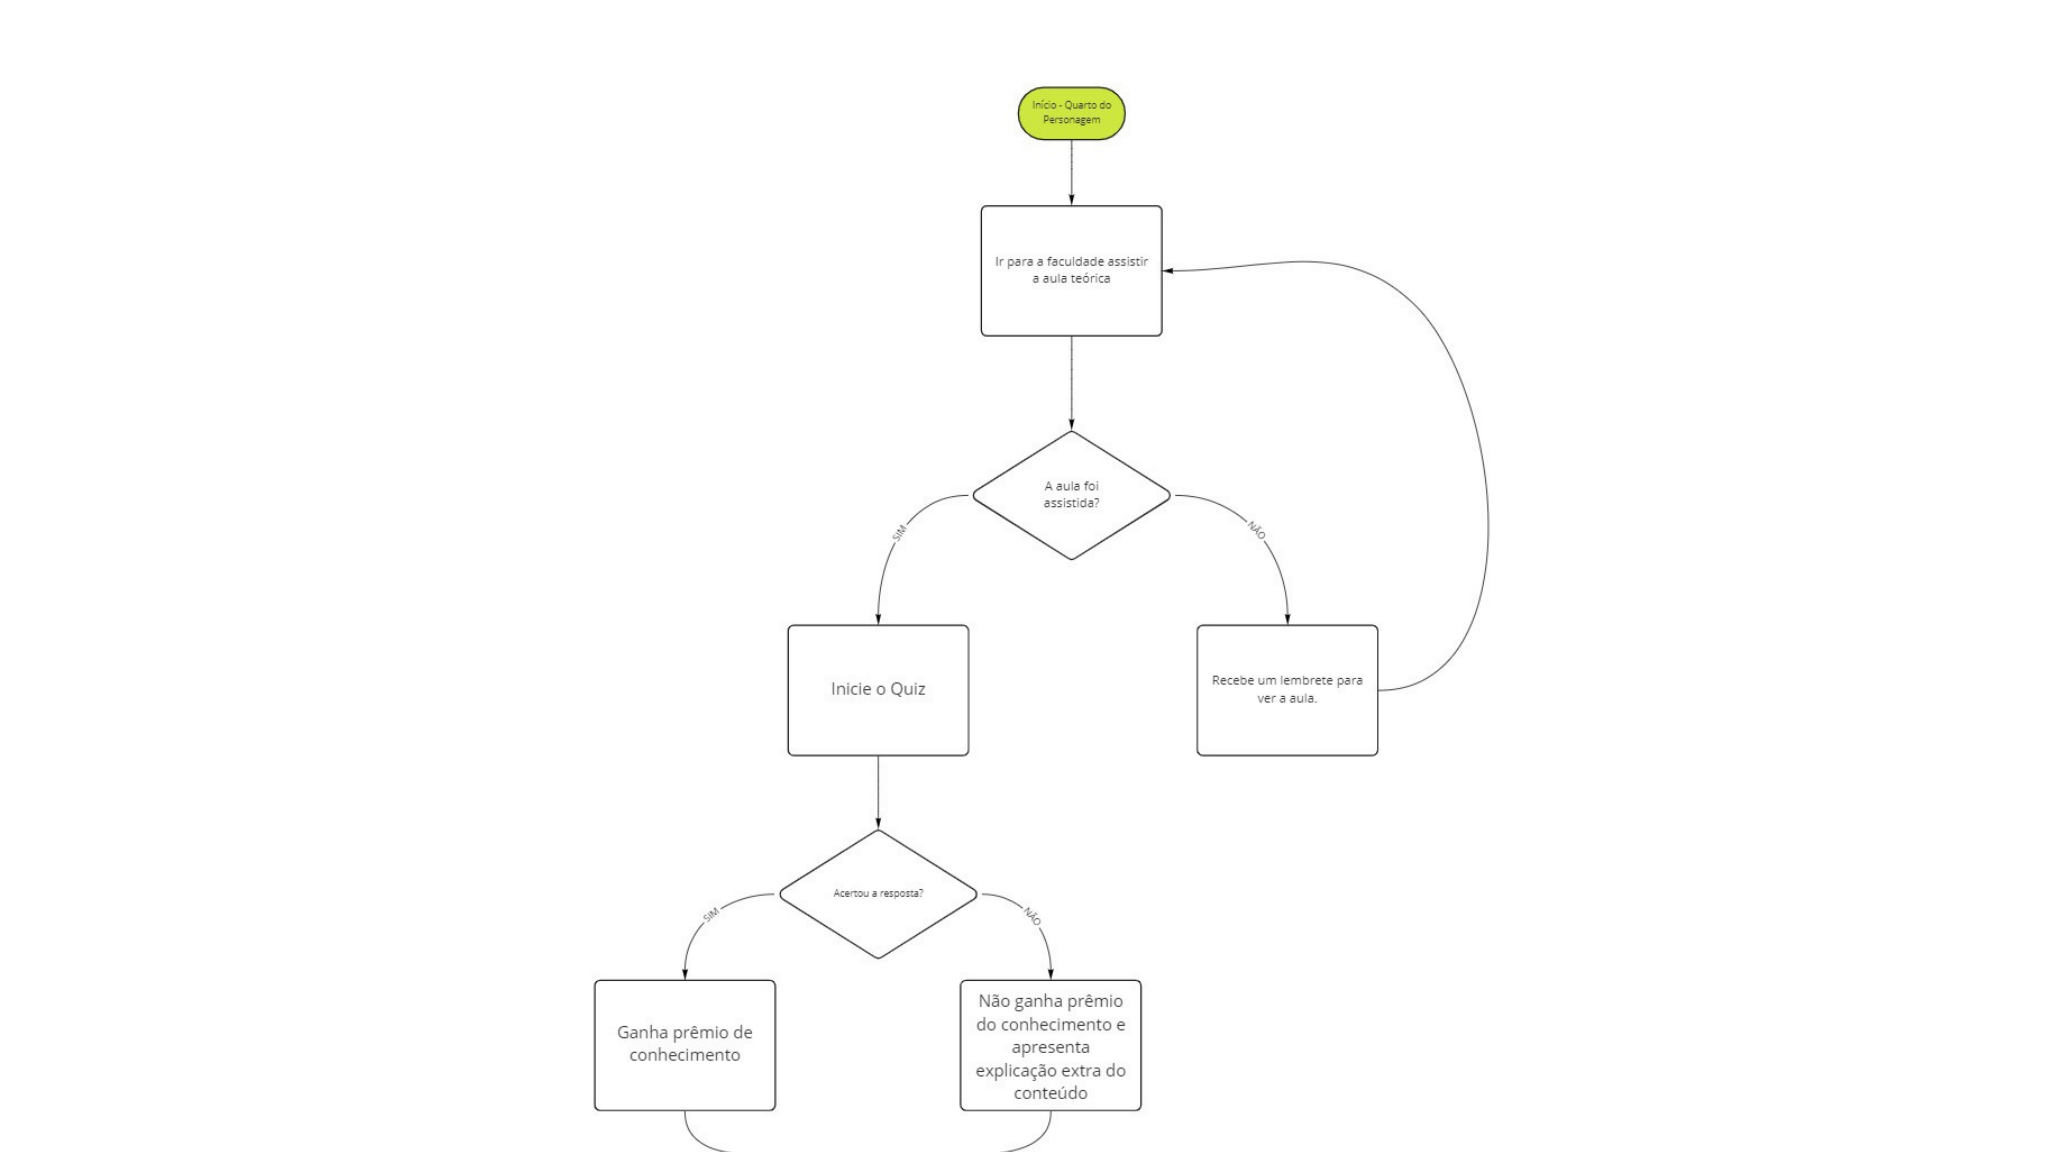 Início - Quarto do
Personagem
Ir para a faculdade assistir
a aula teórica
A aula foi
assistida?
SIM
NÃO
Inicie o Quiz
Recebe um lembrete para
ver a aula.
Acertou a resposta?
SIM
NÃO
Ganha prêmio de
conhecimento
Não ganha prêmio
do conhecimento e
apresenta
explicação extra do
conteúdo